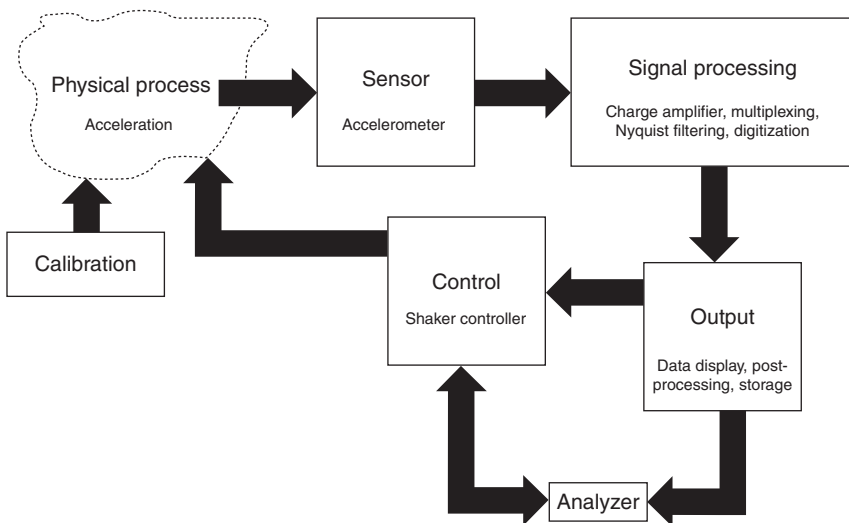 Physical process
Acceleration
Sensor
Accelerometer
Signal processing
Charge amplifier, multiplexing,
Nyquist filtering, digitization
Calibration
Control
Shaker controller
Output
Data display, post-
processing, storage
Analyzer